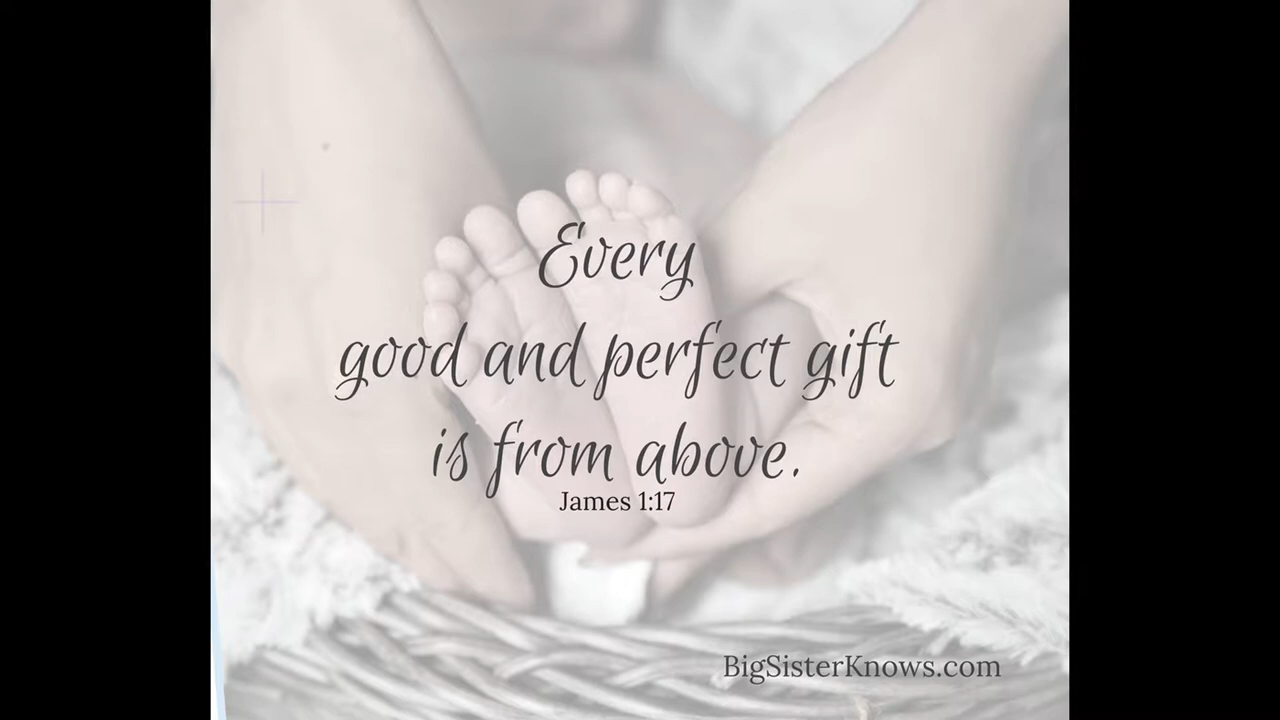 Every
good and perfect gift
is from above.
James 1:17
BigSisterKnows.com